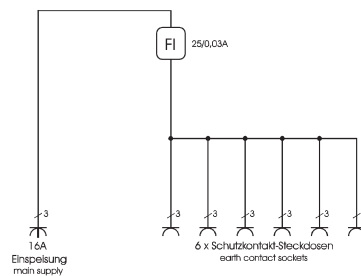 FI 25/0,03A
3 3 3 3 3 3
16A
Einspeisung
main supply
6 x Schutzkontakt-Steckdosen
earth contact sockets